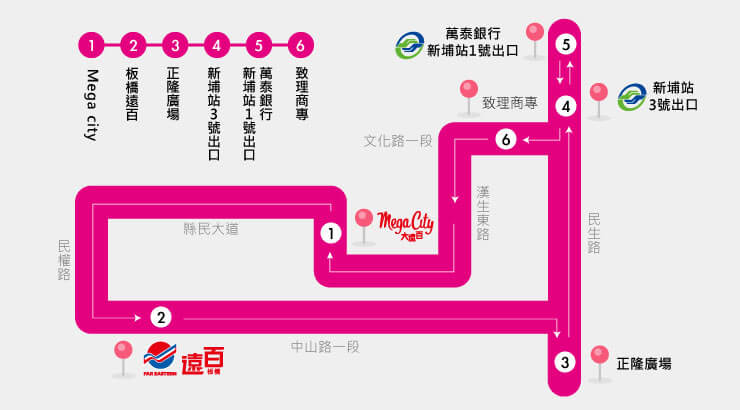 1 2 3 4 5 6
Mega city
板橋遠百
正隆廣場
新埔站3號出口
萬泰銀行
新埔站1號出口
致理商專
萬泰銀行
新埔站1號出口
5
新埔站
3號出口
4
致理商專
6
文化路一段
漢生東路
民生路
縣民大道
1
Mega City
大遠百
民權路
2
中山路一段
FAR EASTERN
遠百
板橋
3
正隆廣場